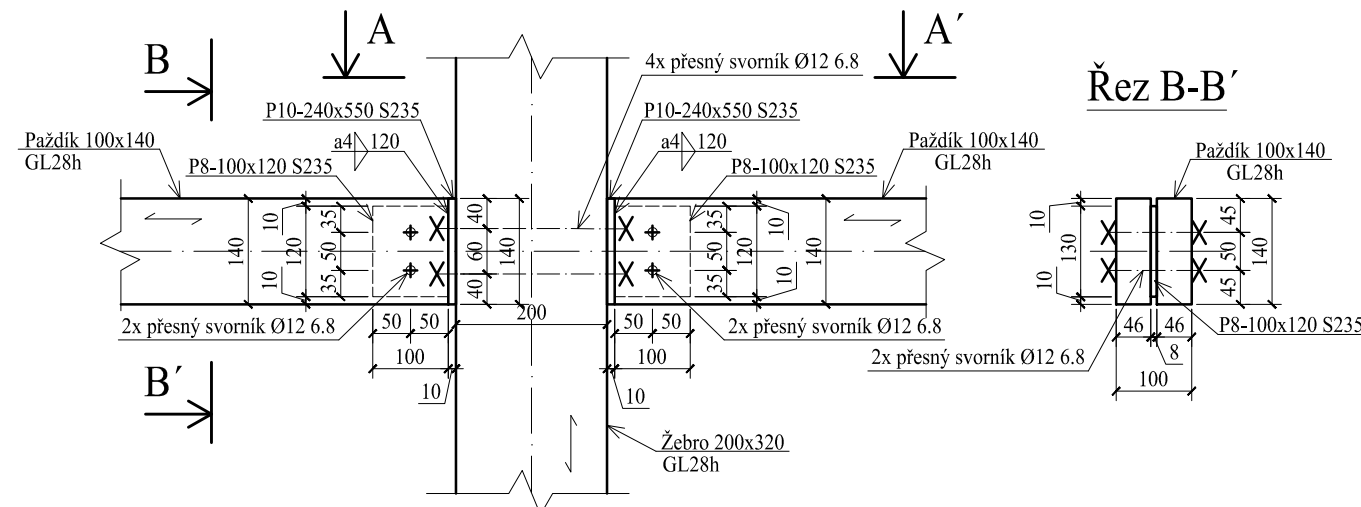 A
A´
B
4x přesný svorník Ø12 6.8
Řez B-B´
P10-240x550 S235
P10-240x550 S235
Paždík 100x140
GL28h
a4 120
a4 120
Paždík 100x140
GL28h
Paždík 100x140
GL28h
P8-100x120 S235
P8-100x120 S235
140
10
10
120
35
50
35
40
60
40
140
35
50
35
120
10
10
140
10
130
10
45
50
45
140
200
2x přesný svorník Ø12 6.8
2x přesný svorník Ø12 6.8
50
50
100
10
50
50
100
10
P8-100x120 S235
46
46
8
100
2x přesný svorník Ø12 6.8
B´
Žebro 200x320
GL28h